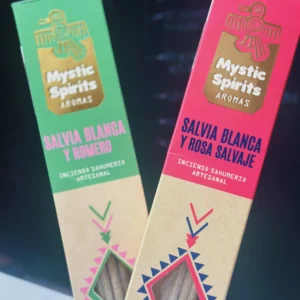 Mystic
Spirits
AROMAS
SALVIA BLANCA
Y ROMERO
INCIENSO SAHUMERIO
ARTESANAL
Mystic
Spirits
AROMAS
SALVIA BLANCA
Y ROSA SALVAJE
INCIENSO SAHUMERIO
ARTESANAL